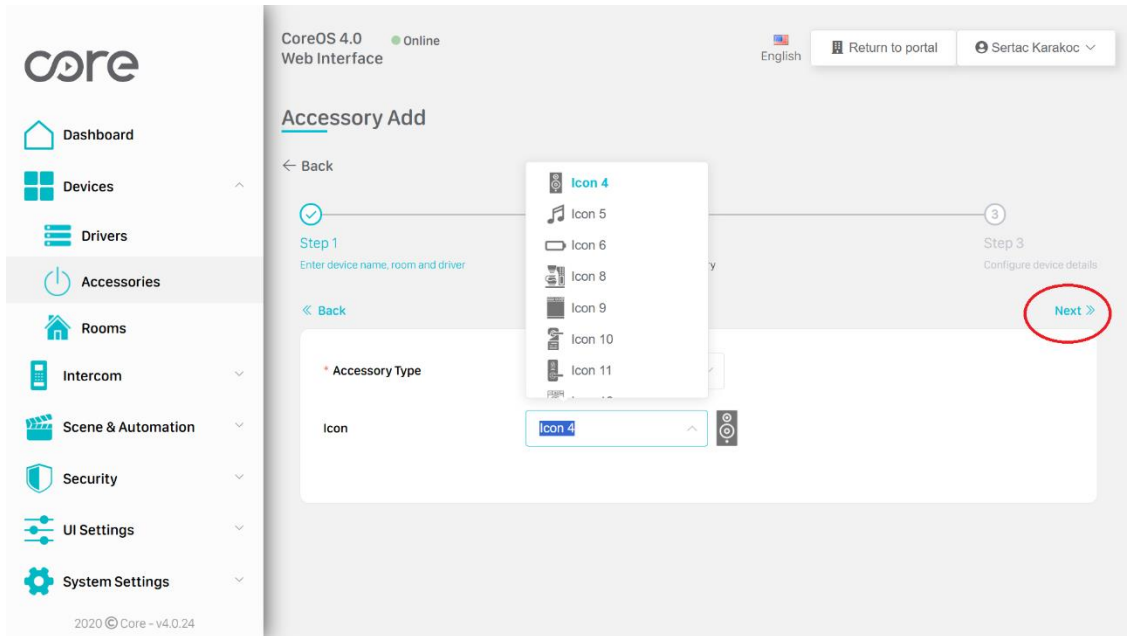 core
Dashboard
Devices
Drivers
Accessories
Rooms
Intercom
Scene & Automation
Security
UI Settings
System Settings
2020 © Core - v4.0.24
CoreOS 4.0
Online
Web Interface
English
Return to portal
Sertac Karakoc
Accessory Add
← Back
Icon 4
Icon 5
Icon 6
Icon 8
Icon 9
Icon 10
Icon 11
Step 1
Enter device name, room and driver
3
Step 3
Configure device details
« Back
Next »
* Accessory Type
Icon
Icon 4